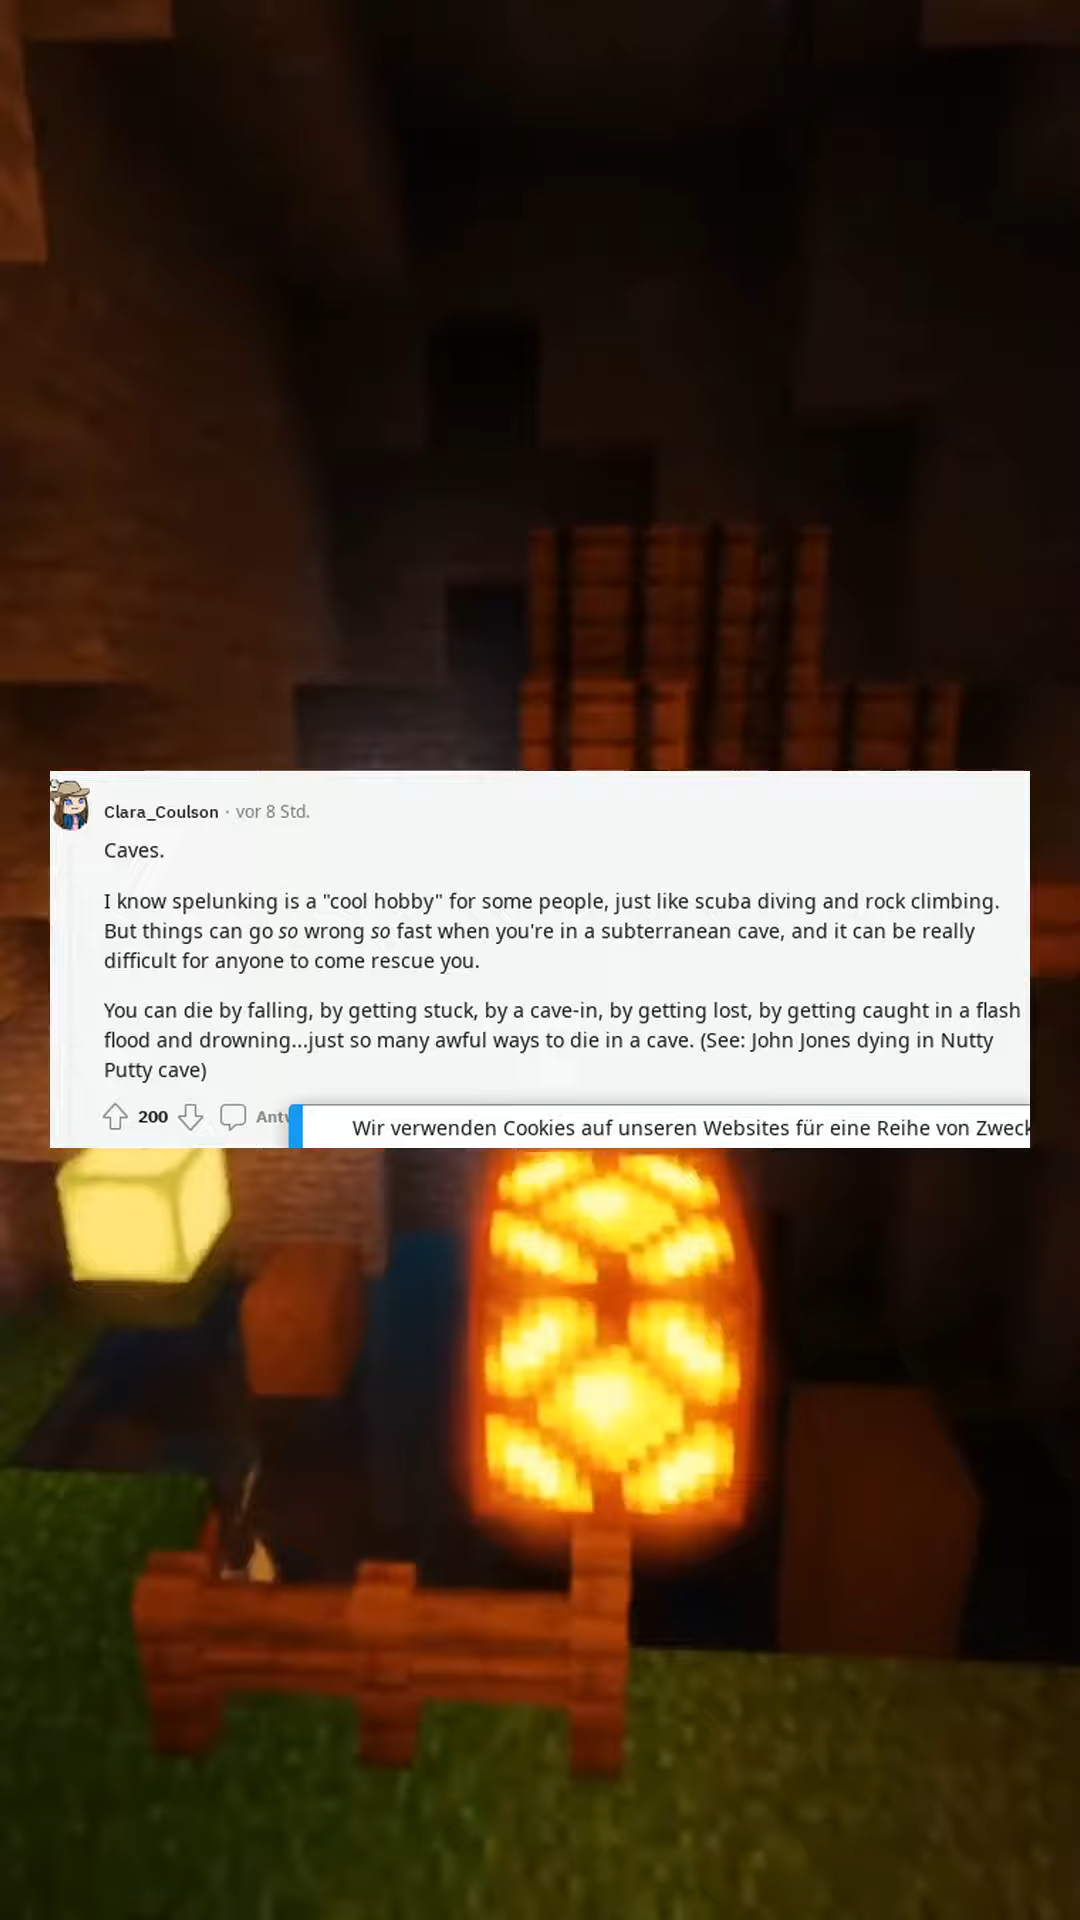 Clara_Coulson · vor 8 Std.
Caves.
I know spelunking is a "cool hobby" for some people, just like scuba diving and rock climbing.
But things can go so wrong so fast when you're in a subterranean cave, and it can be really
difficult for anyone to come rescue you.
You can die by falling, by getting stuck, by a cave-in, by getting lost, by getting caught in a flash
flood and drowning...just so many awful ways to die in a cave. (See: John Jones dying in Nutty
Putty cave)
200 Antv
Wir verwenden Cookies auf unseren Websites für eine Reihe von Zweck